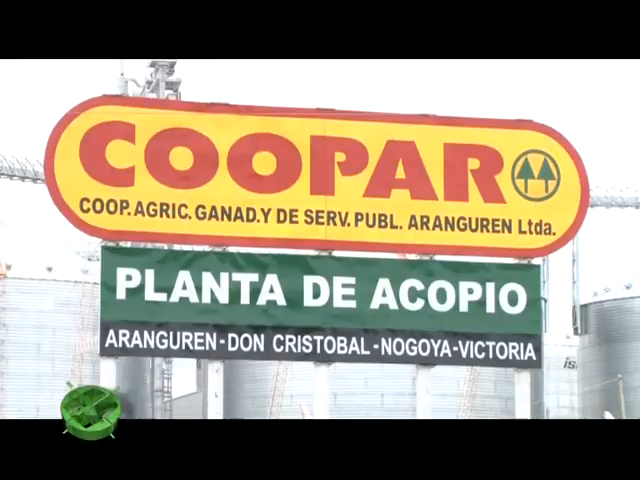 COOPAR
COOP.AGRIC.GANAD.Y DE SERV.PUBL. ARANGUREN Ltda.
PLANTA DE ACOPIO
ARANGUREN-DON CRISTOBAL-NOGOYA-VICTORIA